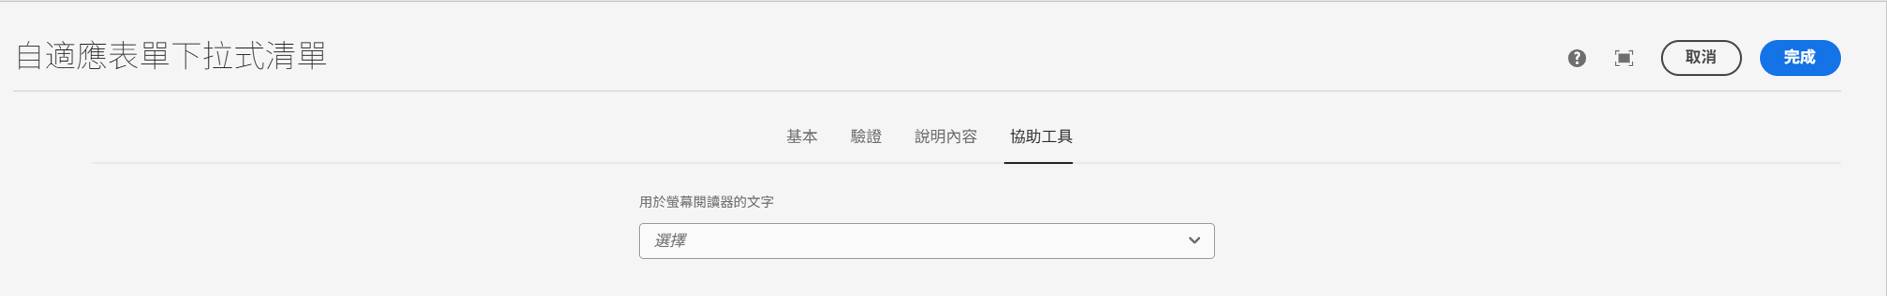 自適應表單下拉式清單
取消
完成
基本
驗證
說明內容
協助工具
用於螢幕閱讀器的文字
選擇